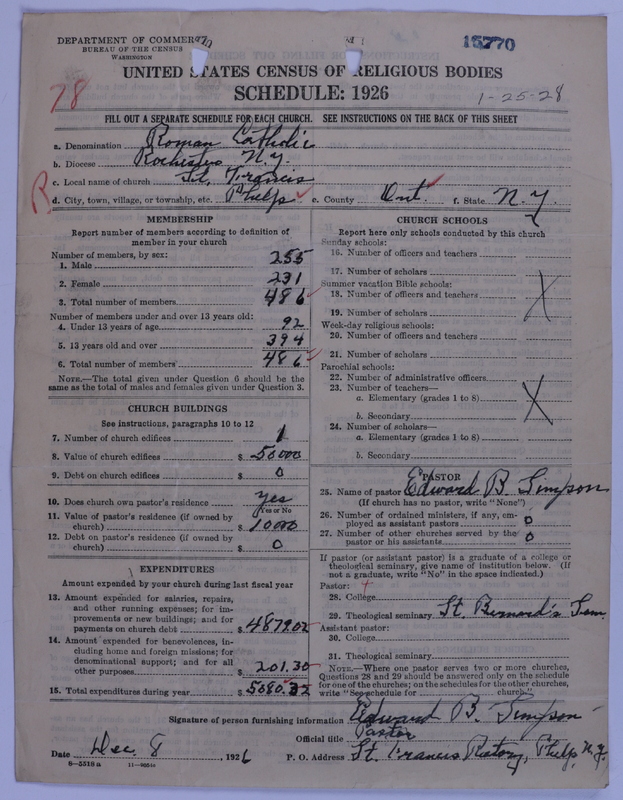 DEPARTMENT OF COMMERCE
BUREAU OF THE CENSUS
WASHINGTON
15770
UNITED STATES CENSUS OF RELIGIOUS BODIES
SCHEDULE: 1926
78
1-25-28
FILL OUT A SEPARATE SCHEDULE FOR EACH CHURCH. SEE INSTRUCTIONS ON THE BACK OF THIS SHEET
a. Denomination Roman Catholic
b. Diocese Rochester N.Y.
c. Local name of church St. Francis
d. City, town, village, or township, etc. Phelps e. County Ont. f. State N.Y.
MEMBERSHIP
Report number of members according to definition of
member in your church
Number of members, by sex:
1. Male 255
2. Female 231
3. Total number of members 486
Number of members under and over 13 years old:
4. Under 13 years of age 92
5. 13 years old and over 394
6. Total number of members 486
NOTE.—The total given under Question 6 should be the
same as the total of males and females given under Question 3.
CHURCH BUILDINGS
See instructions, paragraphs 10 to 12
7. Number of church edifices 1
8. Value of church edifices $ 50000
9. Debt on church edifices $ 0
10. Does church own pastor's residence yes
Yes or No
11. Value of pastor's residence (if owned by
church) $ 10000
12. Debt on pastor's residence (if owned by
church) $ 0
EXPENDITURES
Amount expended by your church during last fiscal year
13. Amount expended for salaries, repairs,
and other running expenses; for im-
provements or new buildings; and for
payments on church debt $ 4879.02
14. Amount expended for benevolences, in-
cluding home and foreign missions; for
denominational support; and for all
other purposes $ 201.30
15. Total expenditures during year $ 5080.32
CHURCH SCHOOLS
Report here only schools conducted by this church
Sunday schools:
16. Number of officers and teachers
17. Number of scholars
Summer vacation Bible schools:
18. Number of officers and teachers
19. Number of scholars
Week-day religious schools:
20. Number of officers and teachers
21. Number of scholars
Parochial schools:
22. Number of administrative officers
23. Number of teachers—
a. Elementary (grades 1 to 8)
b. Secondary
24. Number of scholars—
a. Elementary (grades 1 to 8)
b. Secondary
PASTOR
25. Name of pastor Edward B. Simpson
(If church has no pastor, write "None")
26. Number of ordained ministers, if any, em-
ployed as assistant pastors 0
27. Number of other churches served by the
pastor or his assistants 0
If pastor (or assistant pastor) is a graduate of a college or
theological seminary, give name of institution below. (If
not a graduate, write "No" in the space indicated.)
Pastor:
28. College
29. Theological seminary St. Bernard's Sem.
Assistant pastor:
30. College
31. Theological seminary
NOTE.—Where one pastor serves two or more churches,
Questions 28 and 29 should be answered only on the schedule
for one of the churches; on the schedules for the other churches,
write "See schedule for church."
Signature of person furnishing information Edward B. Simpson
Official title Pastor
Date Dec. 8, 1926 P. O. Address St. Francis Rectory, Phelps N.Y.
8-5318 a 11-9551a